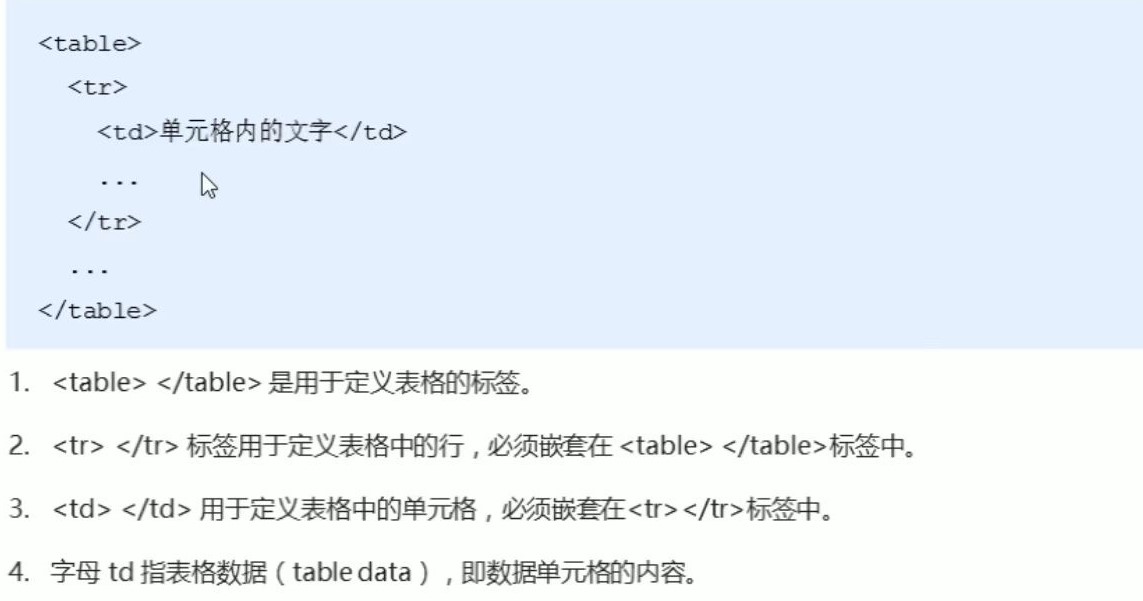 <table>
<tr>
<td>单元格内的文字</td>
...
</tr>
...
</table>
1. <table> </table> 是用于定义表格的标签。
2. <tr> </tr> 标签用于定义表格中的行，必须嵌套在 <table> </table>标签中。
3. <td> </td> 用于定义表格中的单元格，必须嵌套在<tr></tr>标签中。
4. 字母 td 指表格数据（table data），即数据单元格的内容。